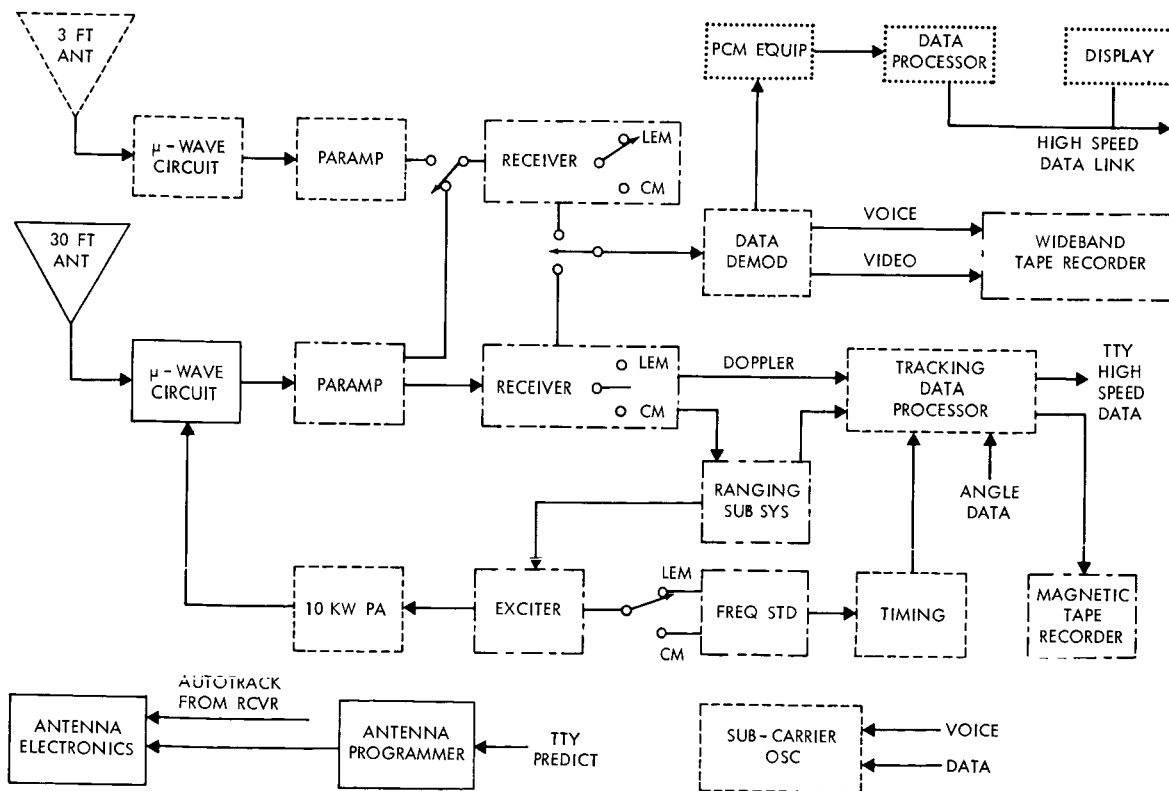 3 FT
ANT
μ-WAVE
CIRCUIT
PARAMP
RECEIVER
LEM
CM
PCM EQUIP
DATA
PROCESSOR
DISPLAY
HIGH SPEED
DATA LINK
30 FT
ANT
DATA
DEMOD
VOICE
VIDEO
WIDEBAND
TAPE RECORDER
μ-WAVE
CIRCUIT
PARAMP
RECEIVER
LEM
CM
DOPPLER
TRACKING
DATA
PROCESSOR
TTY
HIGH
SPEED
DATA
RANGING
SUB SYS
ANGLE
DATA
10 KW PA
EXCITER
LEM
CM
FREQ STD
TIMING
MAGNETIC
TAPE
RECORDER
AUTOTRACK
FROM RCVR
ANTENNA
ELECTRONICS
ANTENNA
PROGRAMMER
TTY
PREDICT
SUB-CARRIER
OSC
VOICE
DATA